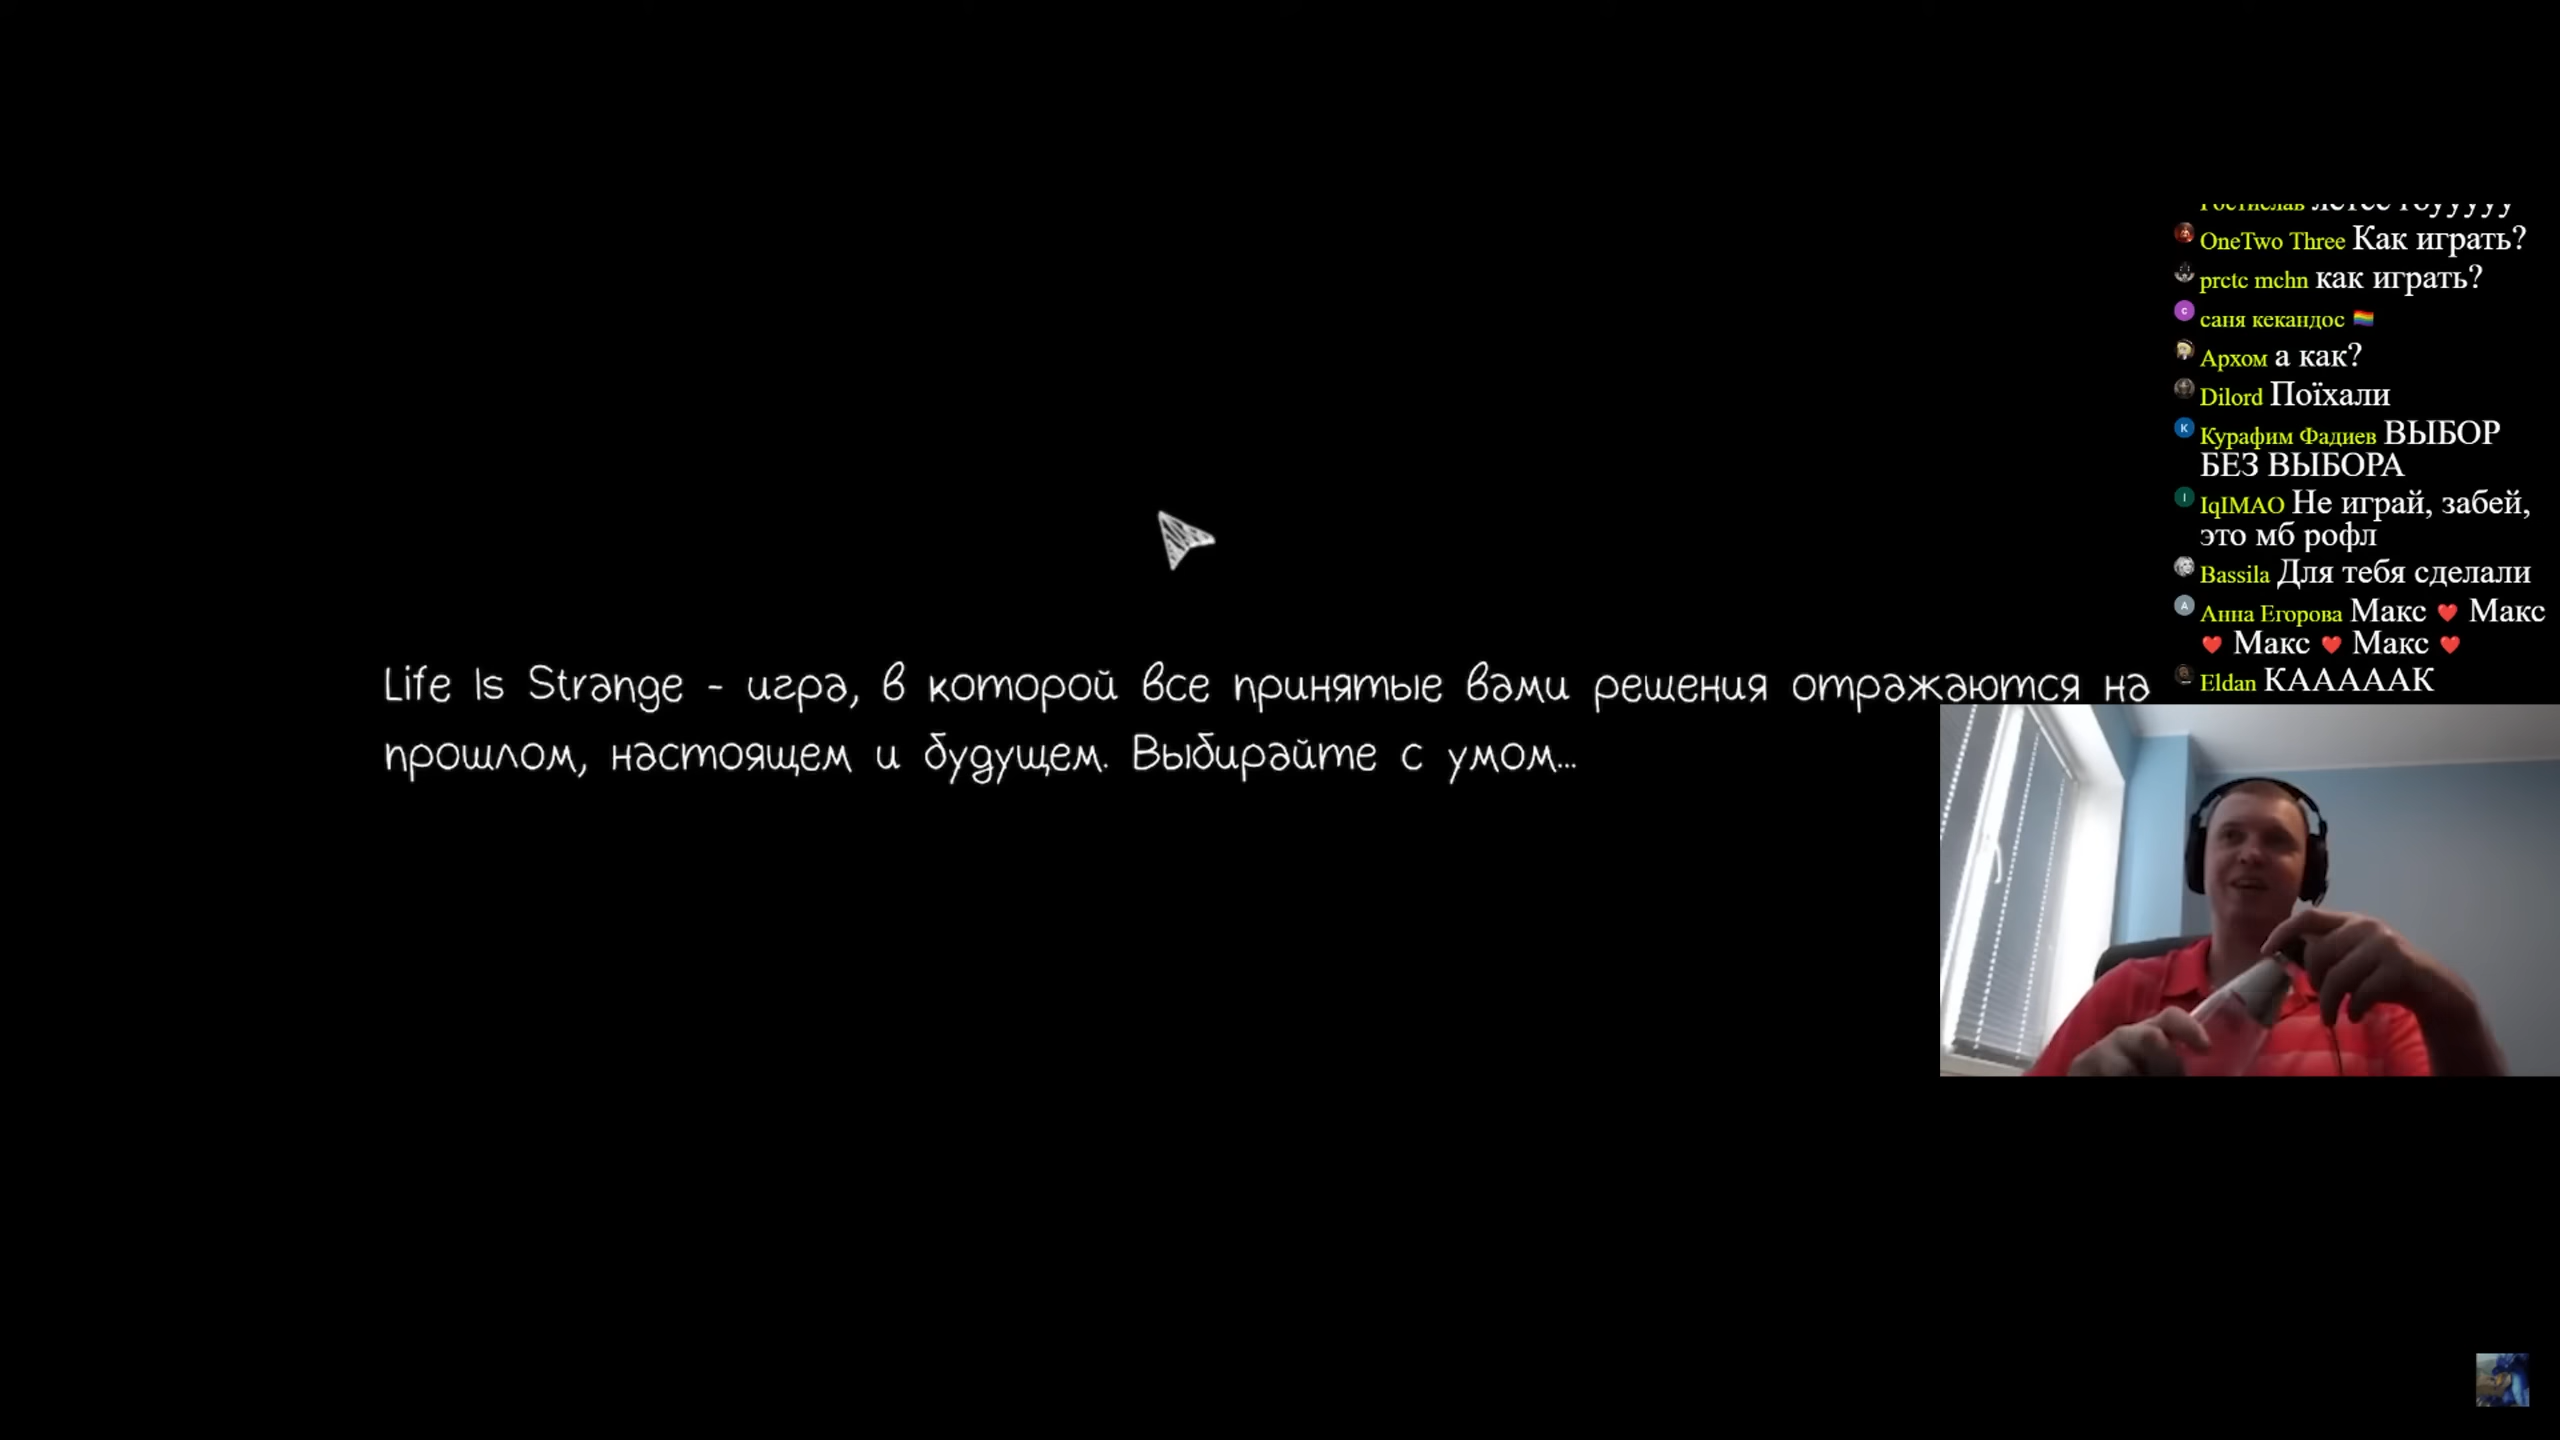 OneTwo Three Как играть?
prctc mchn как играть?
саня кекандос 🏳️‍🌈
Архом а как?
Dilord Поїхали
Курафим Фадиев ВЫБОР
БЕЗ ВЫБОРА
IqIMAO Не играй, забей,
это мб рофл
Bassila Для тебя сделали
Анна Егорова Макс ❤️ Макс
❤️ Макс ❤️ Макс ❤️
Eldan КАААААК
Life Is Strange - игра, в которой все принятые вами решения отражаются на
прошлом, настоящем и будущем. Выбирайте с умом...